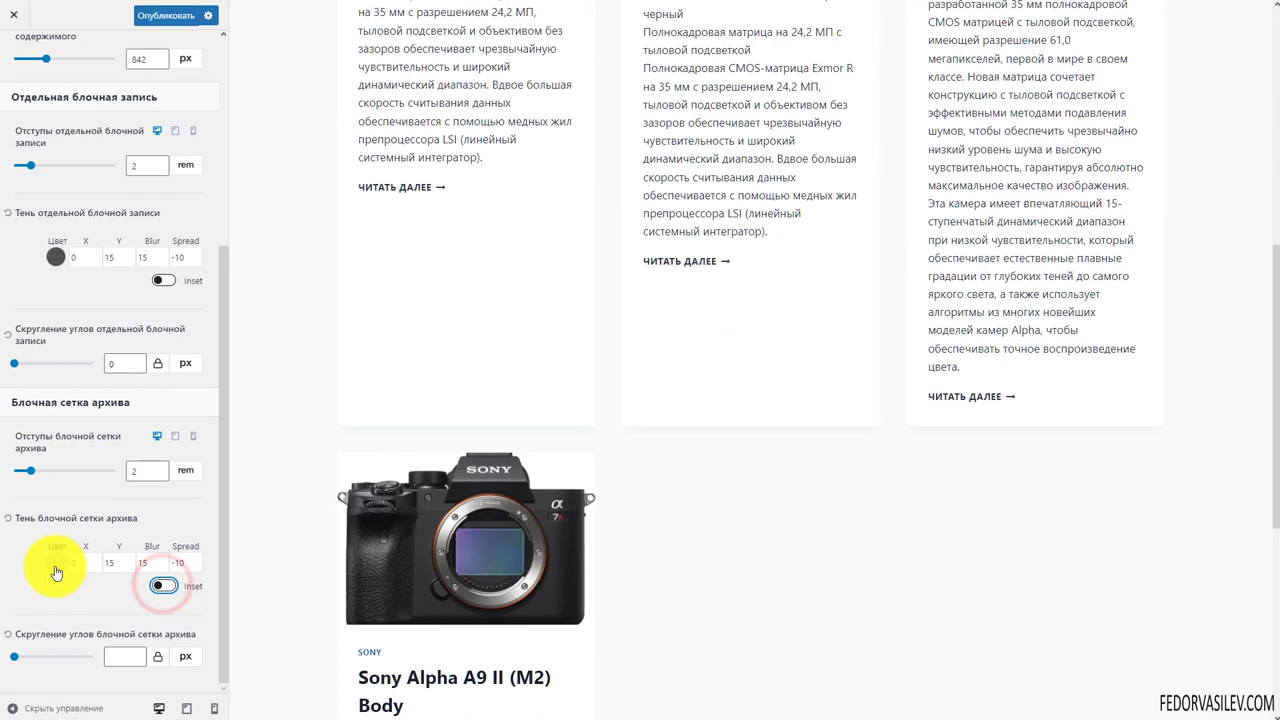 Опубликовать
содержимого
842
px
Отдельная блочная запись
Отступы отдельной блочной
записи
2
rem
Тень отдельной блочной записи
Цвет X Y Blur Spread
0 15 15 -10
Inset
Скругление углов отдельной блочной
записи
0
px
Блочная сетка архива
Отступы блочной сетки
архива
2
rem
Тень блочной сетки архива
Цвет X Y Blur Spread
0 15 15 -10
Inset
Скругление углов блочной сетки архива
px
Скрыть управление
на 35 мм с разрешением 24,2 МП,
тыловой подсветкой и объективом без
зазоров обеспечивает чрезвычайную
чувствительность и широкий
динамический диапазон. Вдвое большая
скорость считывания данных
обеспечивается с помощью медных жил
препроцессора LSI (линейный
системный интегратор).
ЧИТАТЬ ДАЛЕЕ
черный
Полнокадровая матрица на 24,2 МП с
тыловой подсветкой
Полнокадровая CMOS-матрица Exmor R
на 35 мм с разрешением 24,2 МП,
тыловой подсветкой и объективом без
зазоров обеспечивает чрезвычайную
чувствительность и широкий
динамический диапазон. Вдвое большая
скорость считывания данных
обеспечивается с помощью медных жил
препроцессора LSI (линейный
системный интегратор).
ЧИТАТЬ ДАЛЕЕ
разработанной 35 мм полнокадровой
CMOS матрицей с тыловой подсветкой,
имеющей разрешение 61,0
мегапикселей, первой в мире в своем
классе. Новая матрица сочетает
конструкцию с тыловой подсветкой с
эффективными методами подавления
шумов, чтобы обеспечить чрезвычайно
низкий уровень шума и высокую
чувствительность, гарантируя абсолютно
максимальное качество изображения.
Эта камера имеет впечатляющий 15-
ступенчатый динамический диапазон
при низкой чувствительности, который
обеспечивает естественные плавные
градации от глубоких теней до самого
яркого света, а также использует
алгоритмы из многих новейших
моделей камер Alpha, чтобы
обеспечивать точное воспроизведение
цвета.
ЧИТАТЬ ДАЛЕЕ
SONY
α
7R
SONY
Sony Alpha A9 II (M2)
Body
FEDORVASILEV.COM